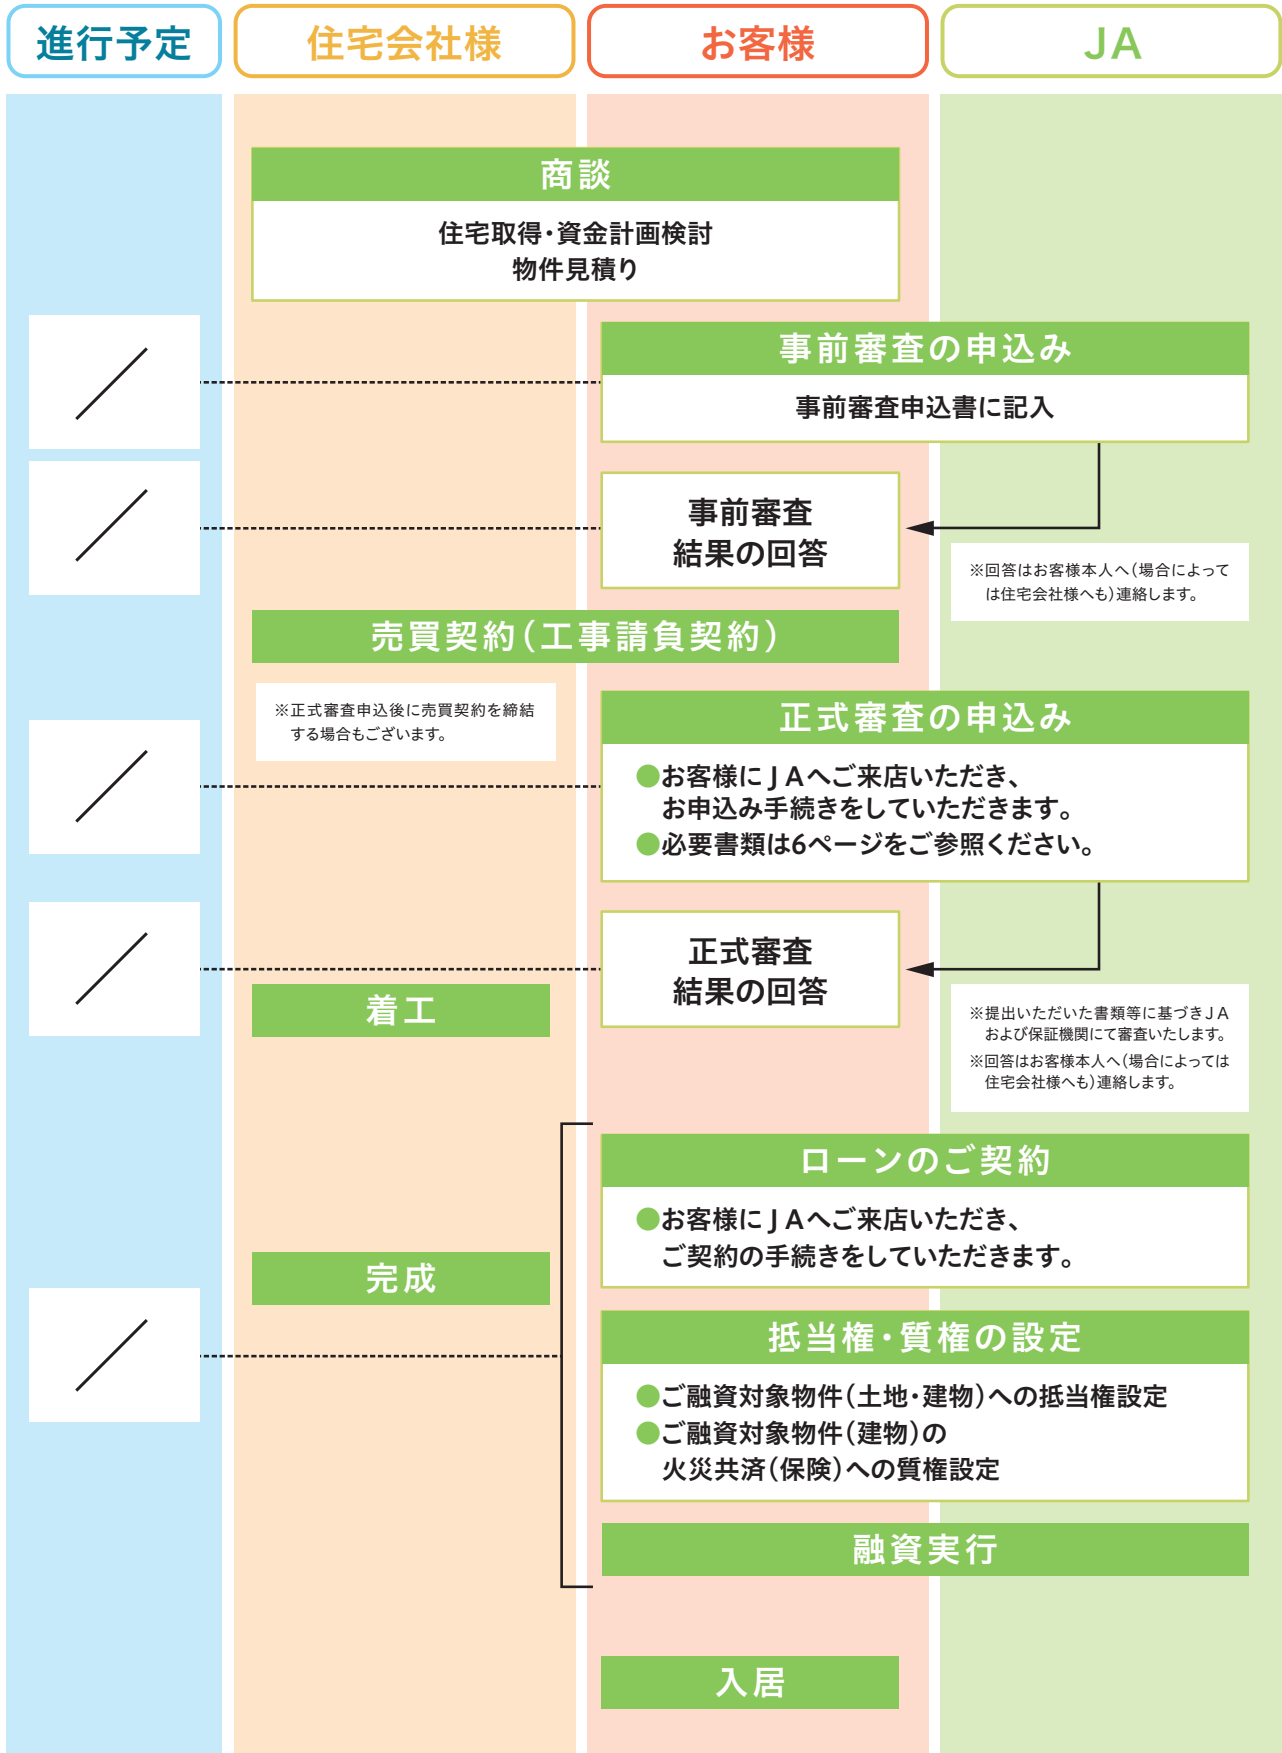 進行予定
住宅会社様
お客様
JA
商談
住宅取得・資金計画検討
物件見積り
事前審査の申込み
事前審査申込書に記入
事前審査
結果の回答
※回答はお客様本人へ(場合によって
は住宅会社様へも)連絡します。
売買契約(工事請負契約)
※正式審査申込後に売買契約を締結
する場合もございます。
正式審査の申込み
●お客様にJAへご来店いただき、
お申込み手続きをしていただきます。
●必要書類は6ページをご参照ください。
正式審査
結果の回答
着工
※提出いただいた書類等に基づきJA
および保証機関にて審査いたします。
※回答はお客様本人へ(場合によっては
住宅会社様へも)連絡します。
ローンのご契約
●お客様にJAへご来店いただき、
ご契約の手続きをしていただきます。
完成
抵当権・質権の設定
●ご融資対象物件(土地・建物)への抵当権設定
●ご融資対象物件(建物)の
火災共済(保険)への質権設定
融資実行
入居